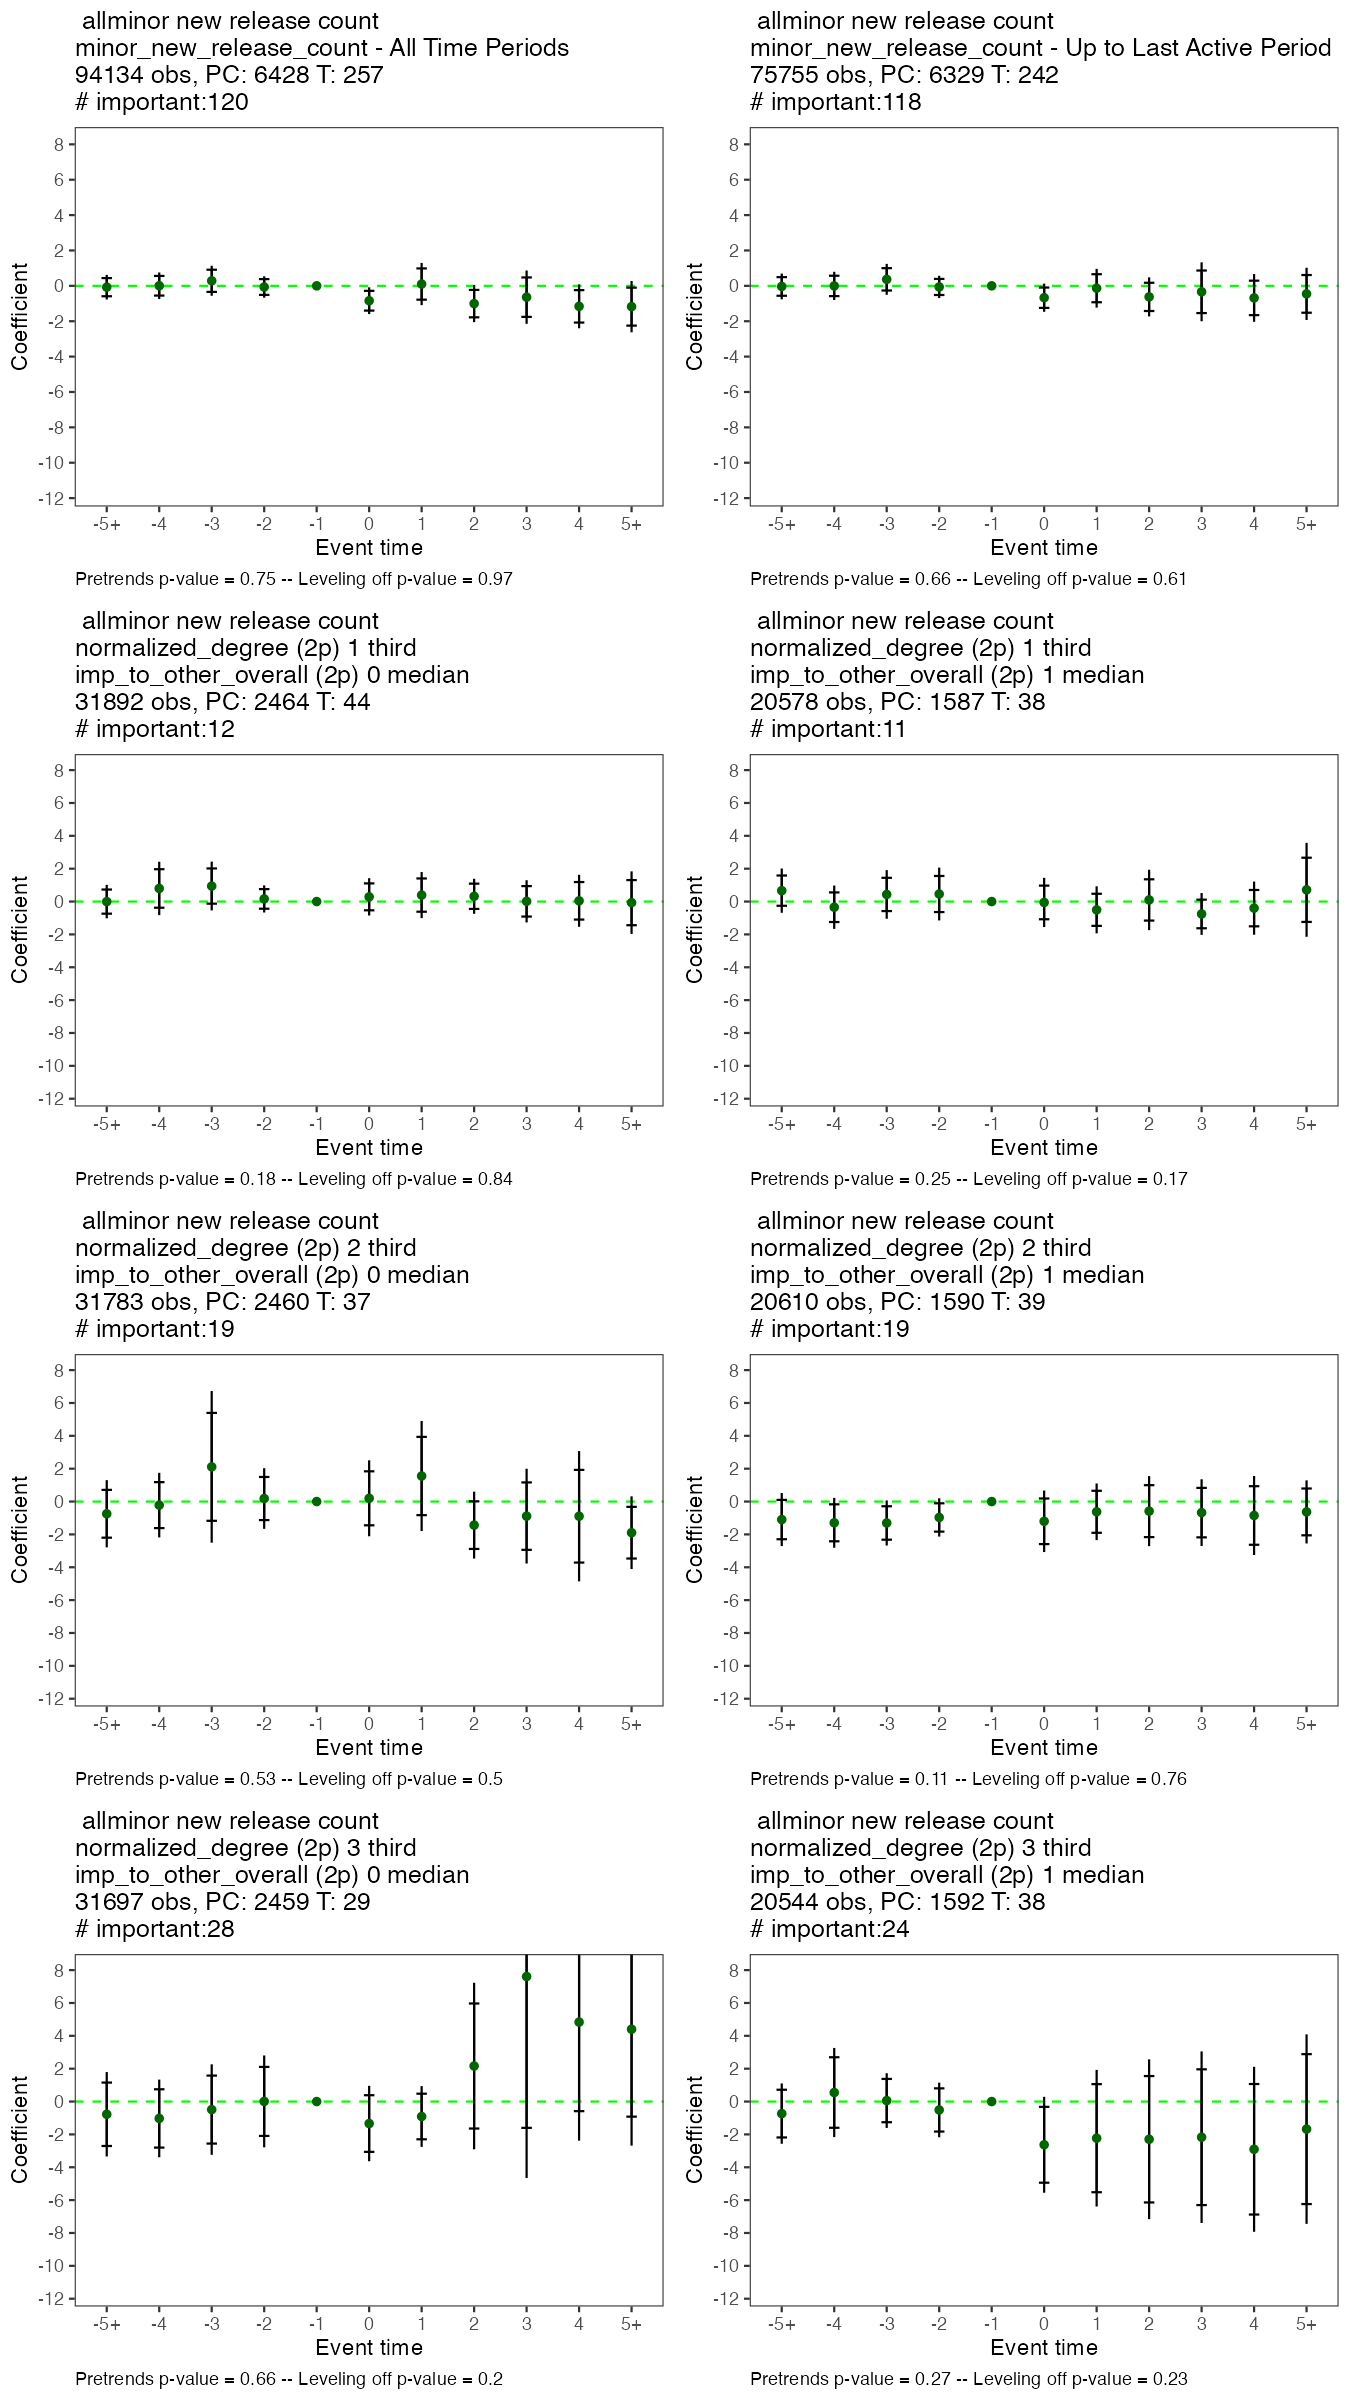 allminor new release count
minor_new_release_count - All Time Periods
94134 obs, PC: 6428 T: 257
# important:120
8
6
4
2
0
-2
-4
-6
-8
-10
-12
Coefficient
-5+ -4 -3 -2 -1 0 1 2 3 4 5+
Event time
Pretrends p-value = 0.75 -- Leveling off p-value = 0.97
allminor new release count
minor_new_release_count - Up to Last Active Period
75755 obs, PC: 6329 T: 242
# important:118
8
6
4
2
0
-2
-4
-6
-8
-10
-12
Coefficient
-5+ -4 -3 -2 -1 0 1 2 3 4 5+
Event time
Pretrends p-value = 0.66 -- Leveling off p-value = 0.61
allminor new release count
normalized_degree (2p) 1 third
imp_to_other_overall (2p) 0 median
31892 obs, PC: 2464 T: 44
# important:12
8
6
4
2
0
-2
-4
-6
-8
-10
-12
Coefficient
-5+ -4 -3 -2 -1 0 1 2 3 4 5+
Event time
Pretrends p-value = 0.18 -- Leveling off p-value = 0.84
allminor new release count
normalized_degree (2p) 1 third
imp_to_other_overall (2p) 1 median
20578 obs, PC: 1587 T: 38
# important:11
8
6
4
2
0
-2
-4
-6
-8
-10
-12
Coefficient
-5+ -4 -3 -2 -1 0 1 2 3 4 5+
Event time
Pretrends p-value = 0.25 -- Leveling off p-value = 0.17
allminor new release count
normalized_degree (2p) 2 third
imp_to_other_overall (2p) 0 median
31783 obs, PC: 2460 T: 37
# important:19
8
6
4
2
0
-2
-4
-6
-8
-10
-12
Coefficient
-5+ -4 -3 -2 -1 0 1 2 3 4 5+
Event time
Pretrends p-value = 0.53 -- Leveling off p-value = 0.5
allminor new release count
normalized_degree (2p) 2 third
imp_to_other_overall (2p) 1 median
20610 obs, PC: 1590 T: 39
# important:19
8
6
4
2
0
-2
-4
-6
-8
-10
-12
Coefficient
-5+ -4 -3 -2 -1 0 1 2 3 4 5+
Event time
Pretrends p-value = 0.11 -- Leveling off p-value = 0.76
allminor new release count
normalized_degree (2p) 3 third
imp_to_other_overall (2p) 0 median
31697 obs, PC: 2459 T: 29
# important:28
8
6
4
2
0
-2
-4
-6
-8
-10
-12
Coefficient
-5+ -4 -3 -2 -1 0 1 2 3 4 5+
Event time
Pretrends p-value = 0.66 -- Leveling off p-value = 0.2
allminor new release count
normalized_degree (2p) 3 third
imp_to_other_overall (2p) 1 median
20544 obs, PC: 1592 T: 38
# important:24
8
6
4
2
0
-2
-4
-6
-8
-10
-12
Coefficient
-5+ -4 -3 -2 -1 0 1 2 3 4 5+
Event time
Pretrends p-value = 0.27 -- Leveling off p-value = 0.23